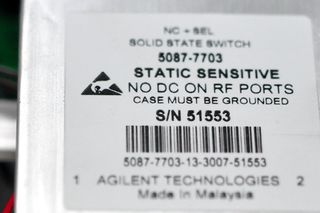 NC + SEL
SOLID STATE SWITCH
5087-7703
STATIC SENSITIVE
NO DC ON RF PORTS
CASE MUST BE GROUNDED
S/N 51553
5087-7703-13-3007-51553
1 AGILENT TECHNOLOGIES 2
Made In Malaysia